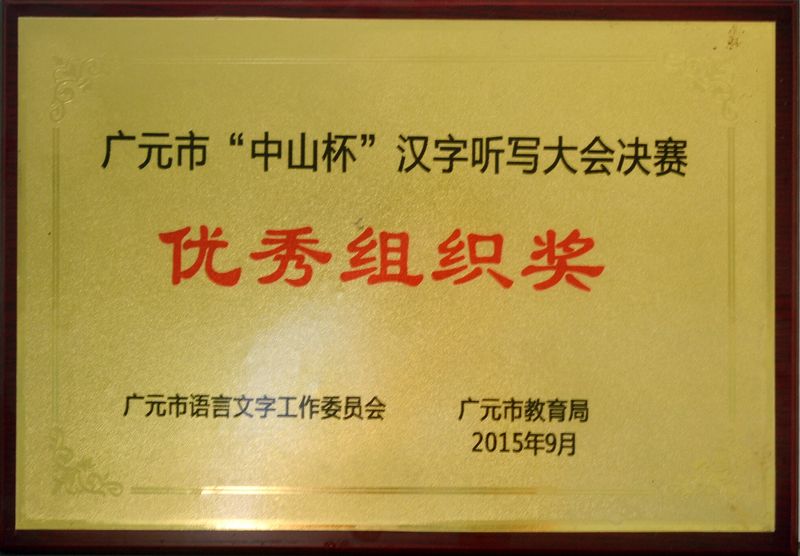 广元市“中山杯”汉字听写大会决赛
优秀组织奖
广元市语言文字工作委员会 广元市教育局
2015年9月